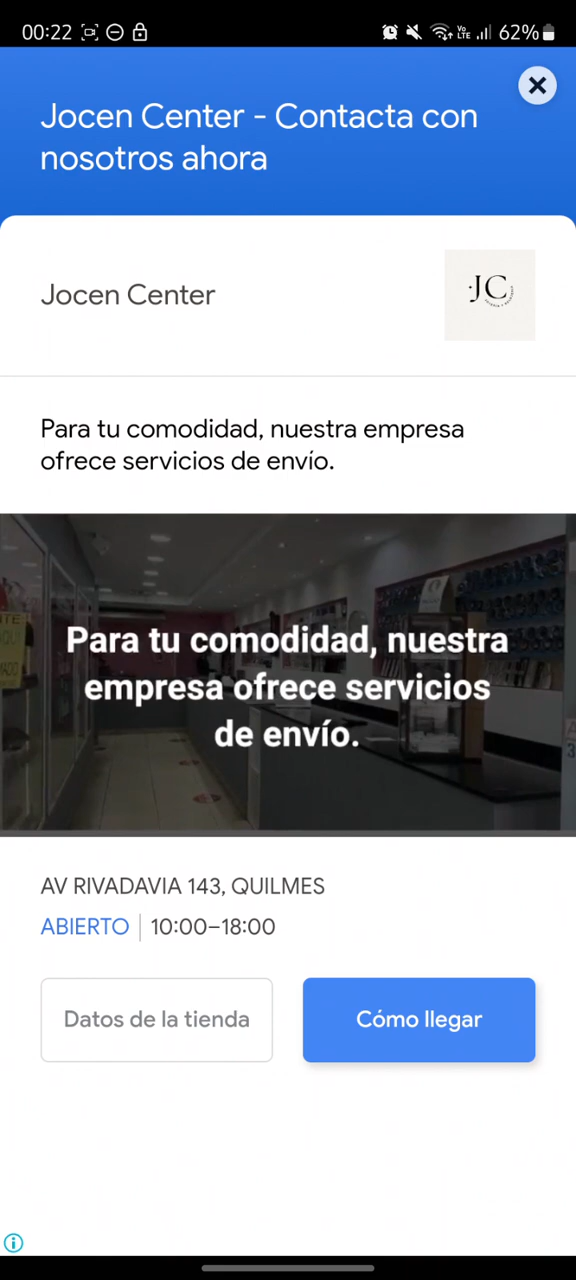 00:22
Vo
LTE
62%
Jocen Center - Contacta con
nosotros ahora
Jocen Center
JC
Para tu comodidad, nuestra empresa
ofrece servicios de envío.
Para tu comodidad, nuestra
empresa ofrece servicios
de envío.
AV RIVADAVIA 143, QUILMES
ABIERTO | 10:00–18:00
Datos de la tienda
Cómo llegar